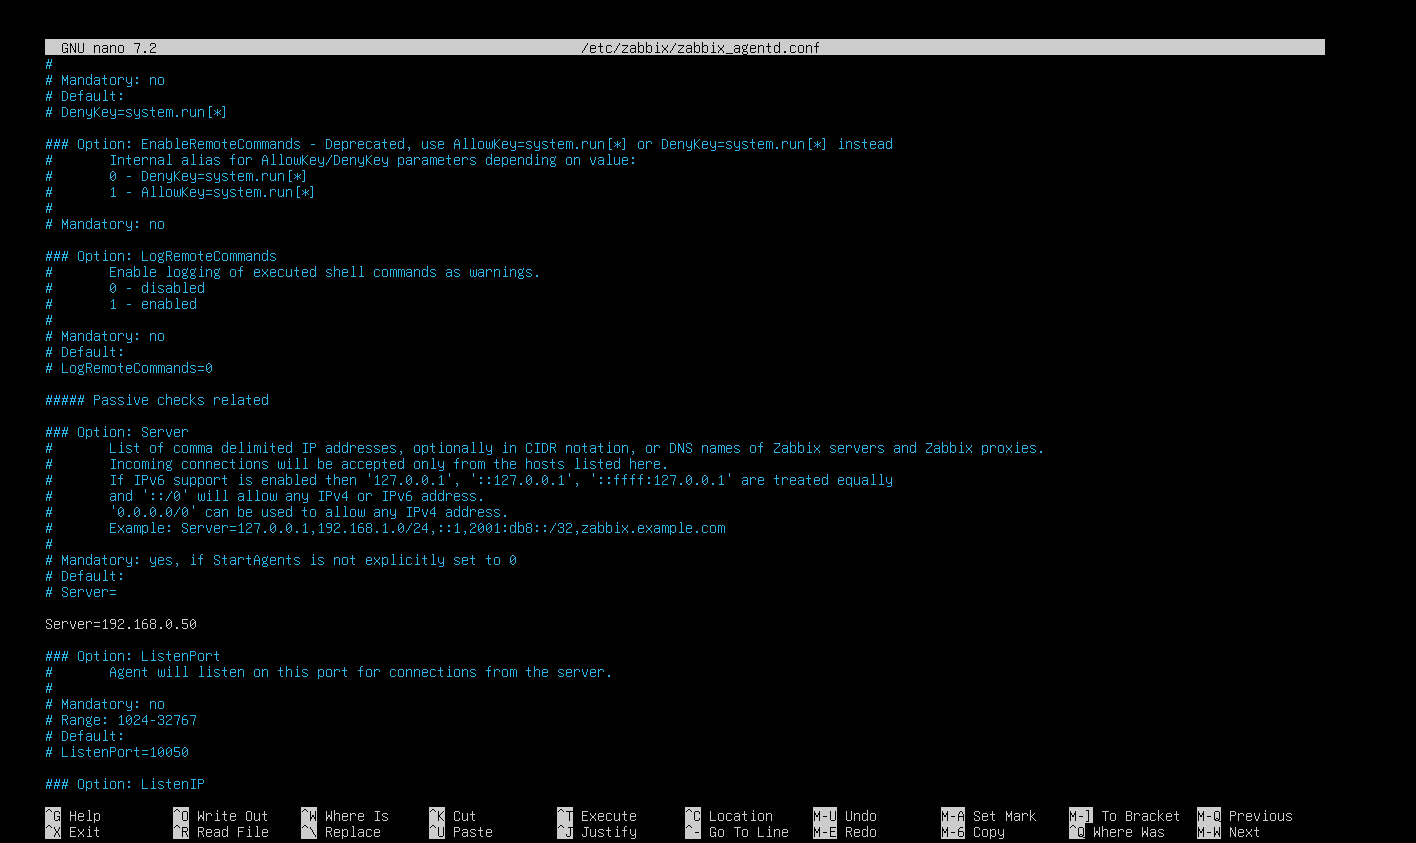 GNU nano 7.2 /etc/zabbix/zabbix_agentd.conf
#
# Mandatory: no
# Default:
# DenyKey=system.run[*]
### Option: EnableRemoteCommands - Deprecated, use AllowKey=system.run[*] or DenyKey=system.run[*] instead
# Internal alias for AllowKey/DenyKey parameters depending on value:
# 0 - DenyKey=system.run[*]
# 1 - AllowKey=system.run[*]
#
# Mandatory: no
### Option: LogRemoteCommands
# Enable logging of executed shell commands as warnings.
# 0 - disabled
# 1 - enabled
#
# Mandatory: no
# Default:
# LogRemoteCommands=0
##### Passive checks related
### Option: Server
# List of comma delimited IP addresses, optionally in CIDR notation, or DNS names of Zabbix servers and Zabbix proxies.
# Incoming connections will be accepted only from the hosts listed here.
# If IPv6 support is enabled then '127.0.0.1', '::127.0.0.1', '::ffff:127.0.0.1' are treated equally
# and '::/0' will allow any IPv4 or IPv6 address.
# '0.0.0.0/0' can be used to allow any IPv4 address.
# Example: Server=127.0.0.1,192.168.1.0/24,::1,2001:db8::/32,zabbix.example.com
#
# Mandatory: yes, if StartAgents is not explicitly set to 0
# Default:
# Server=
Server=192.168.0.50
### Option: ListenPort
# Agent will listen on this port for connections from the server.
#
# Mandatory: no
# Range: 1024-32767
# Default:
# ListenPort=10050
### Option: ListenIP
^G Help ^O Write Out ^W Where Is ^K Cut ^T Execute ^C Location M-U Undo M-A Set Mark M-] To Bracket M-Q Previous
^X Exit ^R Read File ^\ Replace ^U Paste ^J Justify ^- Go To Line M-E Redo M-6 Copy ^Q Where Was M-W Next